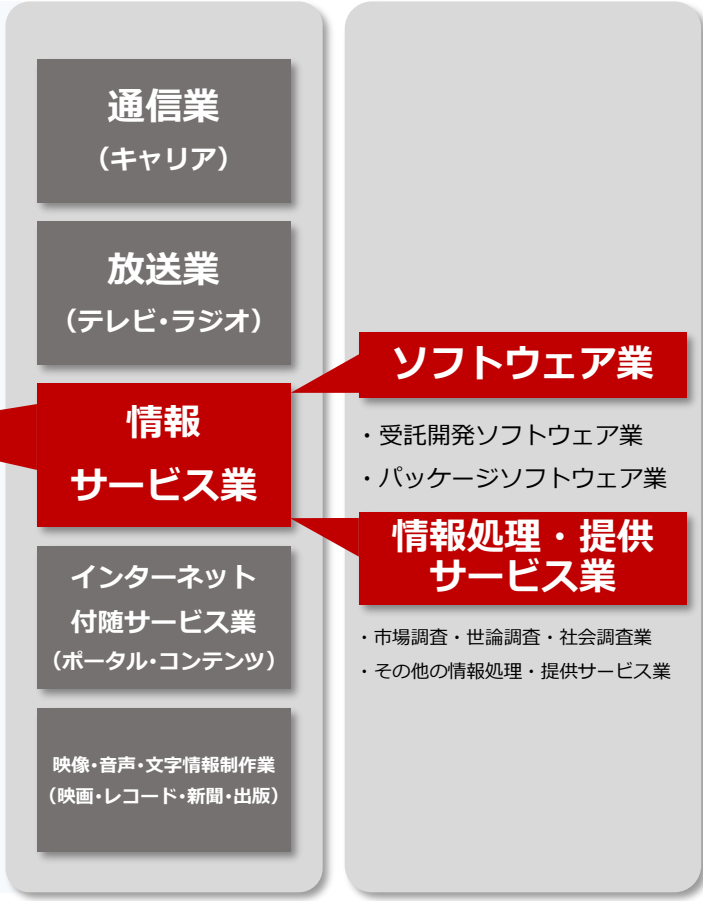 通信業
（キャリア）
放送業
（テレビ・ラジオ）
情報
サービス業
インターネット
付随サービス業
（ポータル・コンテンツ）
映像・音声・文字情報制作業
（映画・レコード・新聞・出版）
ソフトウェア業
・受託開発ソフトウェア業
・パッケージソフトウェア業
情報処理・提供
サービス業
・市場調査・世論調査・社会調査業
・その他の情報処理・提供サービス業